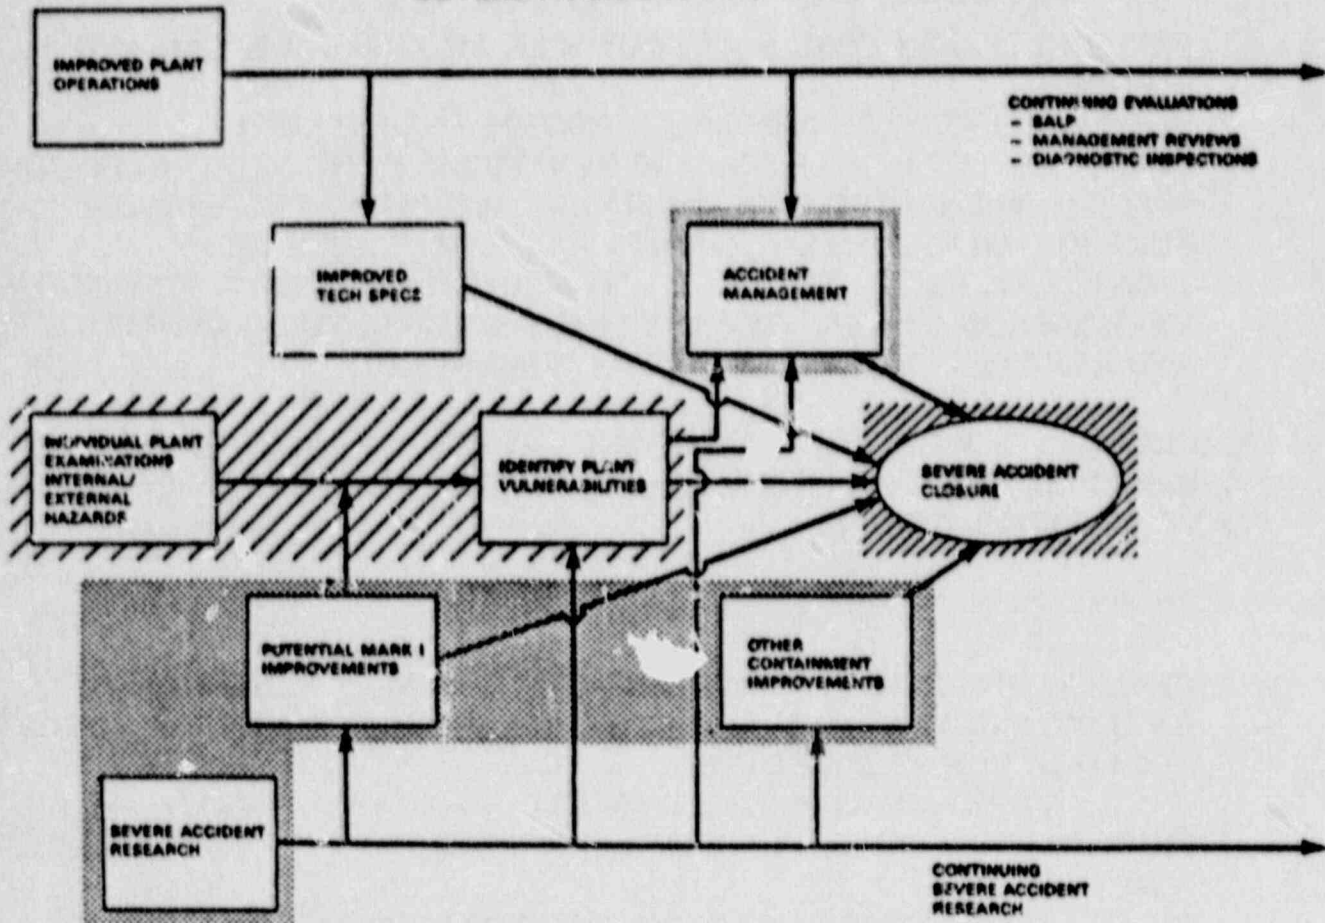 IMPROVED PLANT
OPERATIONS
CONTINUING EVALUATIONS
– SALP
– MANAGEMENT REVIEWS
– DIAGNOSTIC INSPECTIONS
IMPROVED
TECH SPECS
ACCIDENT
MANAGEMENT
INDIVIDUAL PLANT
EXAMINATIONS
INTERNAL/
EXTERNAL
HAZARDS
IDENTIFY PLANT
VULNERABILITIES
SEVERE ACCIDENT
CLOSURE
POTENTIAL MARK I
IMPROVEMENTS
OTHER
CONTAINMENT
IMPROVEMENTS
SEVERE ACCIDENT
RESEARCH
CONTINUING
SEVERE ACCIDENT
RESEARCH